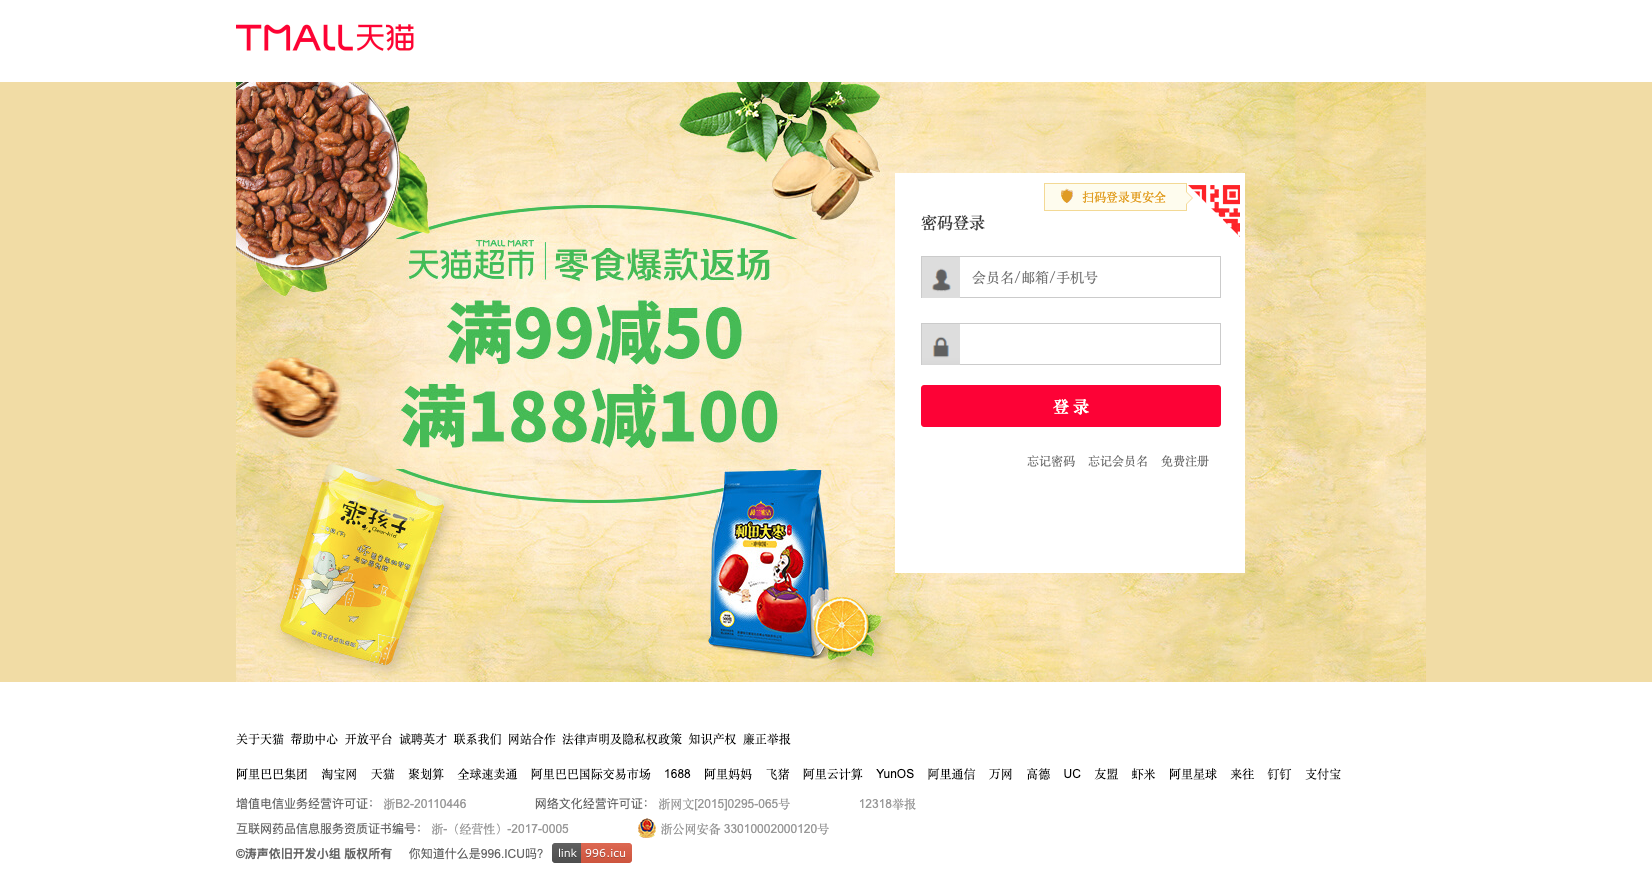 TMALL天猫
扫码登录更安全
密码登录
TMALL MART
天猫超市 零食爆款返场
会员名/邮箱/手机号
满99减50
满188减100
登 录
忘记密码 忘记会员名 免费注册
和田大枣
关于天猫 帮助中心 开放平台 诚聘英才 联系我们 网站合作 法律声明及隐私权政策 知识产权 廉正举报
阿里巴巴集团 淘宝网 天猫 聚划算 全球速卖通 阿里巴巴国际交易市场 1688 阿里妈妈 飞猪 阿里云计算 YunOS 阿里通信 万网 高德 UC 友盟 虾米 阿里星球 来往 钉钉 支付宝
增值电信业务经营许可证： 浙B2-20110446 网络文化经营许可证： 浙网文[2015]0295-065号 12318举报
互联网药品信息服务资质证书编号： 浙-（经营性）-2017-0005 浙公网安备 33010002000120号
©涛声依旧开发小组 版权所有 你知道什么是996.ICU吗? link 996.icu